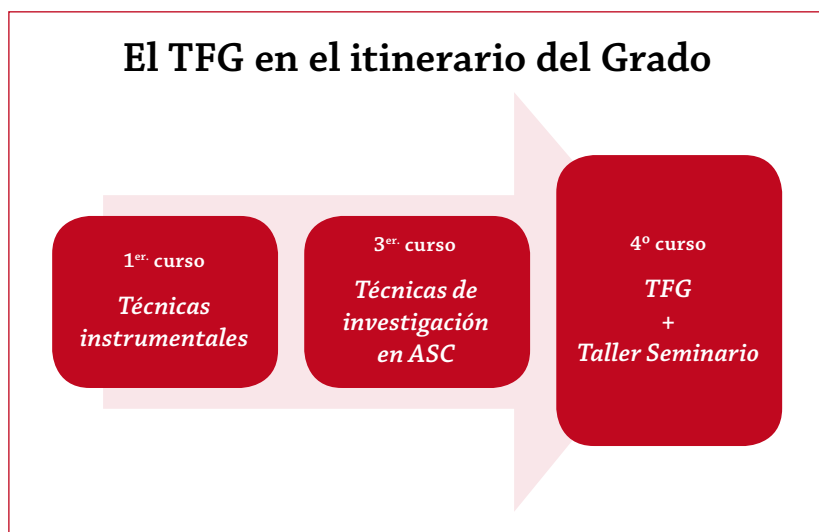 El TFG en el itinerario del Grado
1er. curso
Técnicas
instrumentales
3er. curso
Técnicas de
investigación
en ASC
4º curso
TFG
+
Taller Seminario